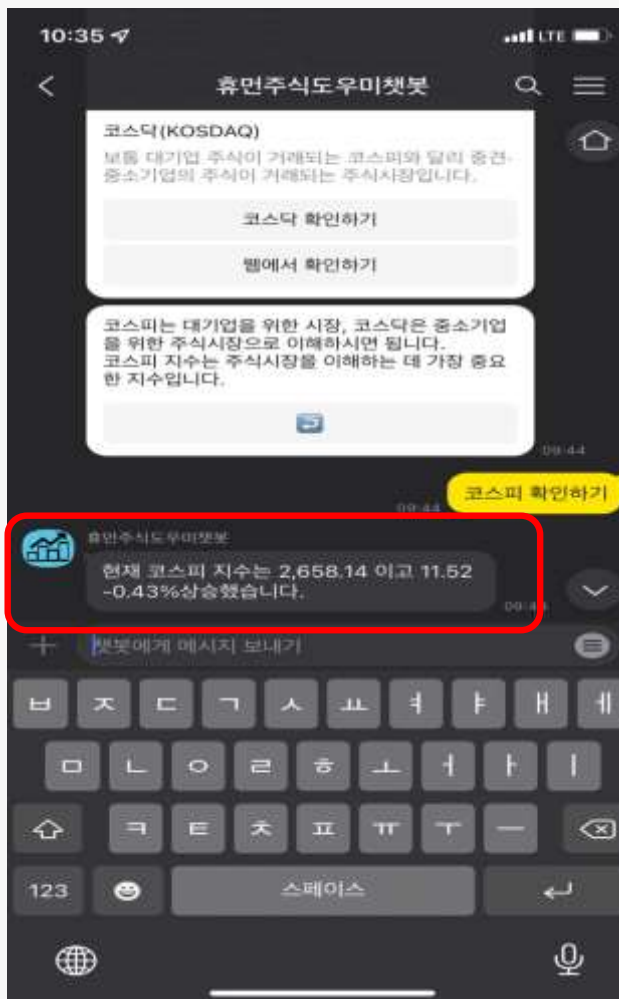 10:35
LTE
휴먼주식도우미챗봇
코스닥(KOSDAQ)
보통 대기업 주식이 거래되는 코스피와 달리 중견-
중소기업의 주식이 거래되는 주식시장입니다.
코스닥 확인하기
웹에서 확인하기
코스피는 대기업을 위한 시장, 코스닥은 중소기업
을 위한 주식시장으로 이해하시면 됩니다.
코스피 지수는 주식시장을 이해하는 데 가장 중요
한 지수입니다.
09:44
코스피 확인하기
09:44
휴먼주식도우미챗봇
현재 코스피 지수는 2,658.14 이고 11.52
-0.43%상승했습니다.
챗봇에게 메시지 보내기
ㅂ ㅈ ㄷ ㄱ ㅅ ㅛ ㅕ ㅑ ㅐ ㅔ
ㅁ ㄴ ㅇ ㄹ ㅎ ㅗ ㅓ ㅏ ㅣ
ㅋ ㅌ ㅊ ㅍ ㅠ ㅜ ㅡ
123 스페이스